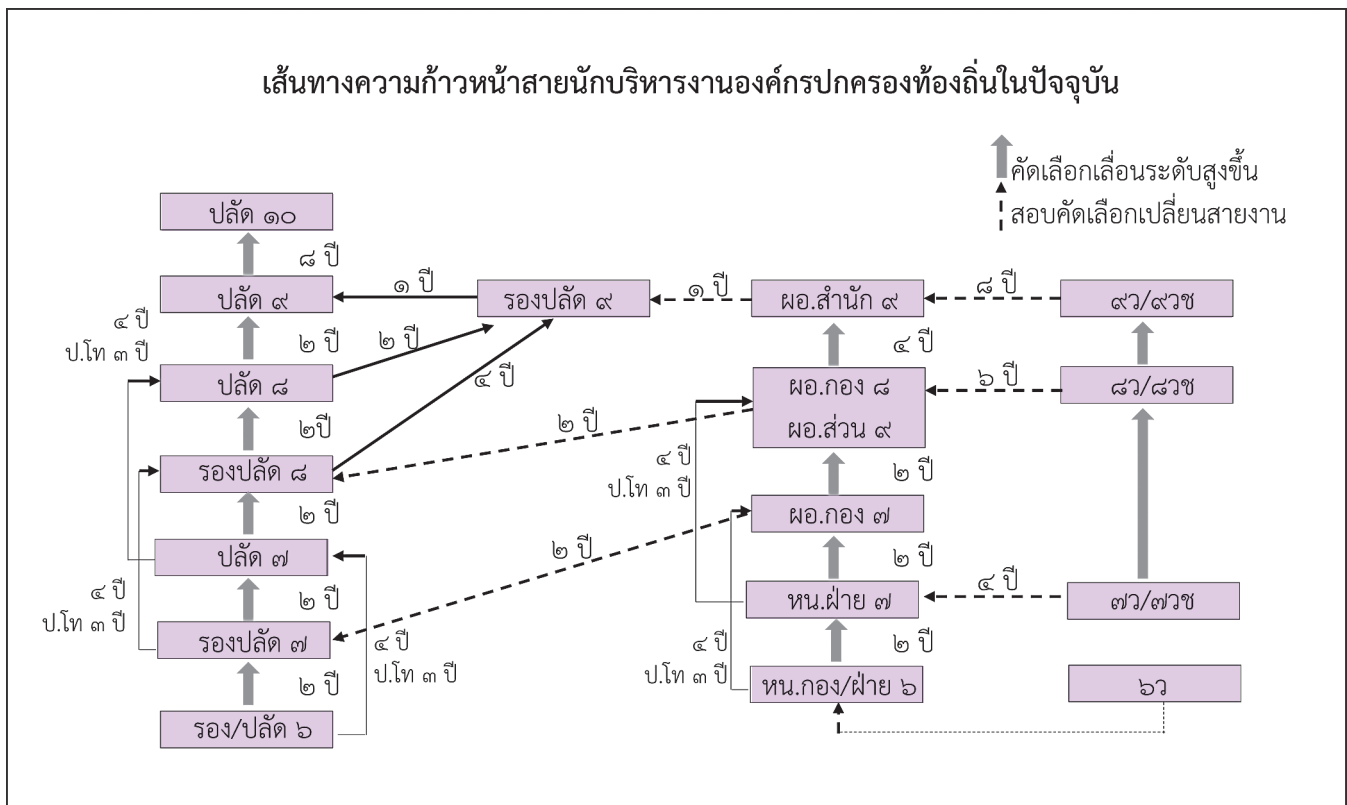 เส้นทางความก้าวหน้าสายนักบริหารงานองค์กรปกครองท้องถิ่นในปัจจุบัน
คัดเลือกเลื่อนระดับสูงขึ้น
สอบคัดเลือกเปลี่ยนสายงาน
ปลัด ๑๐
๘ ปี
ปลัด ๙
๑ ปี
รองปลัด ๙
๑ ปี
ผอ.สำนัก ๙
๘ ปี
๙ว/๙วช
๔ ปี
ป.โท ๓ ปี
๒ ปี
๒ ปี
๔ ปี
๔ ปี
ปลัด ๘
ผอ.กอง ๘
ผอ.ส่วน ๙
๖ ปี
๘ว/๘วช
๒ปี
๒ ปี
รองปลัด ๘
๔ ปี
ป.โท ๓ ปี
๒ ปี
๒ ปี
ผอ.กอง ๗
ปลัด ๗
๒ ปี
๒ ปี
๔ ปี
ป.โท ๓ ปี
๒ ปี
หน.ฝ่าย ๗
๔ ปี
๗ว/๗วช
รองปลัด ๗
๔ ปี
ป.โท ๓ ปี
๔ ปี
ป.โท ๓ ปี
๒ ปี
๒ ปี
หน.กอง/ฝ่าย ๖
๖ว
รอง/ปลัด ๖